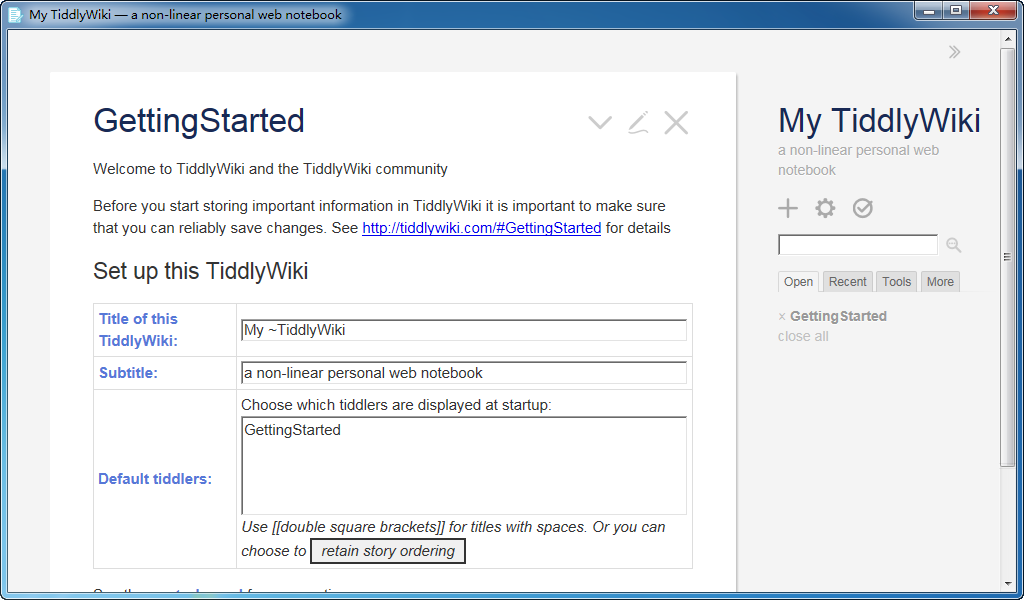 My TiddlyWiki — a non-linear personal web notebook
GettingStarted
Welcome to TiddlyWiki and the TiddlyWiki community
Before you start storing important information in TiddlyWiki it is important to make sure
that you can reliably save changes. See http://tiddlywiki.com/#GettingStarted for details
Set up this TiddlyWiki
Title of this
TiddlyWiki:
My ~TiddlyWiki
Subtitle:
a non-linear personal web notebook
Default tiddlers:
Choose which tiddlers are displayed at startup:
GettingStarted
Use [[double square brackets]] for titles with spaces. Or you can
choose to retain story ordering
My TiddlyWiki
a non-linear personal web
notebook
Open Recent Tools More
× GettingStarted
close all